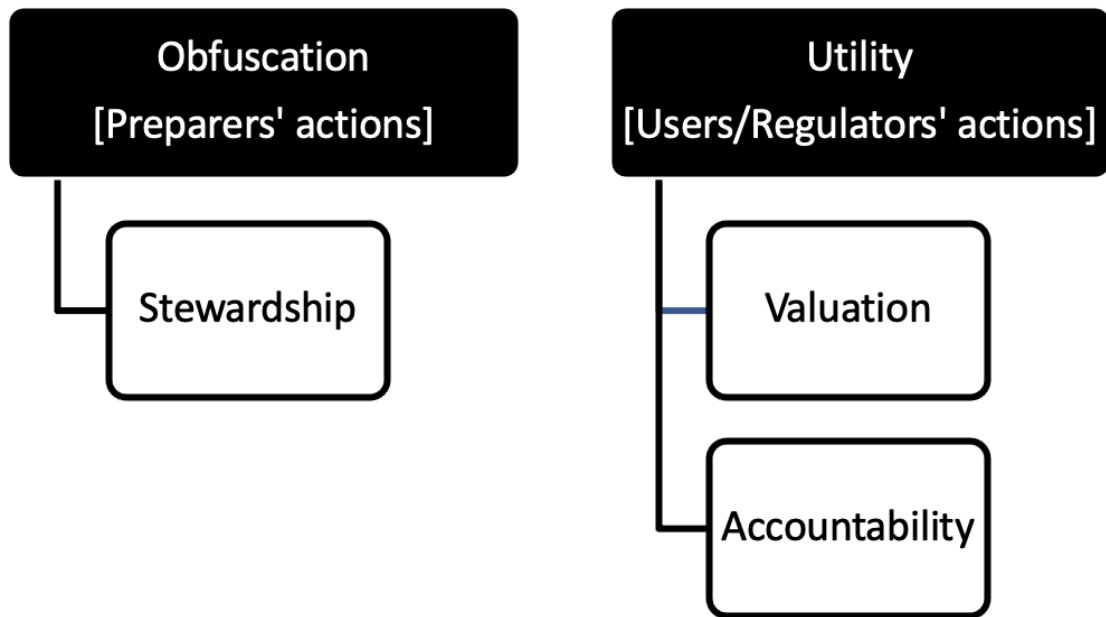 Obfuscation
[Preparers' actions]
Stewardship
Utility
[Users/Regulators' actions]
Valuation
Accountability